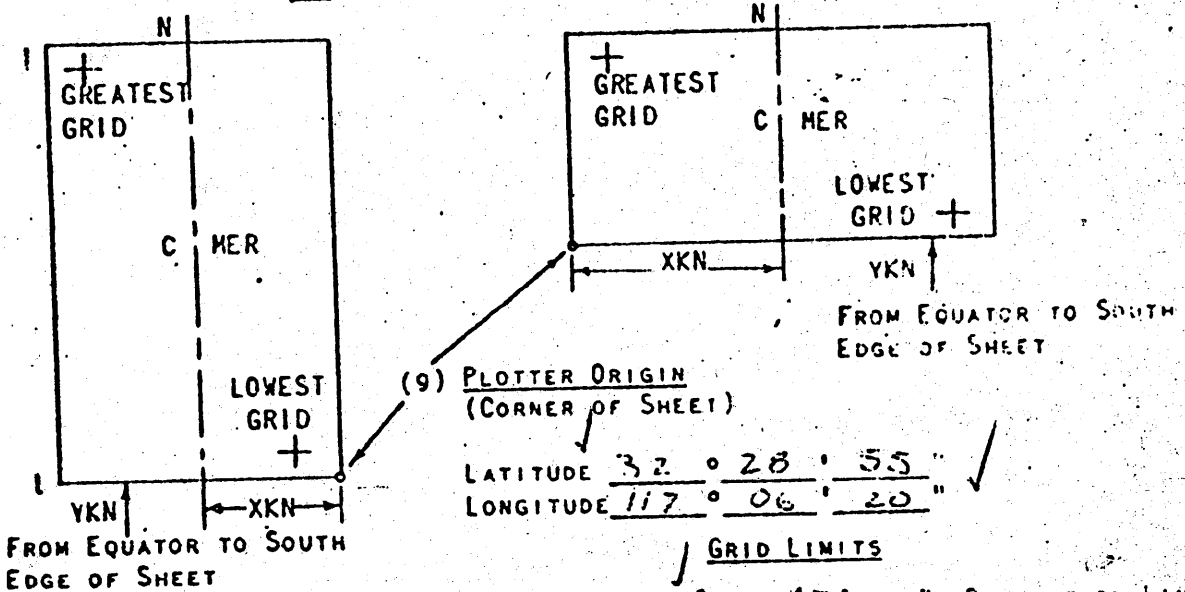 N
GREATEST
GRID
C MER
LOWEST
GRID
YKN
XKN
FROM EQUATOR TO SOUTH
EDGE OF SHEET
N
GREATEST
GRID
C MER
LOWEST
GRID
XKN
YKN
FROM EQUATOR TO SOUTH
EDGE OF SHEET
(9) PLOTTER ORIGIN
(CORNER OF SHEET)
LATITUDE 32 ° 28 ' 55 "
LONGITUDE 117 ° 06 ' 20 "
GRID LIMITS